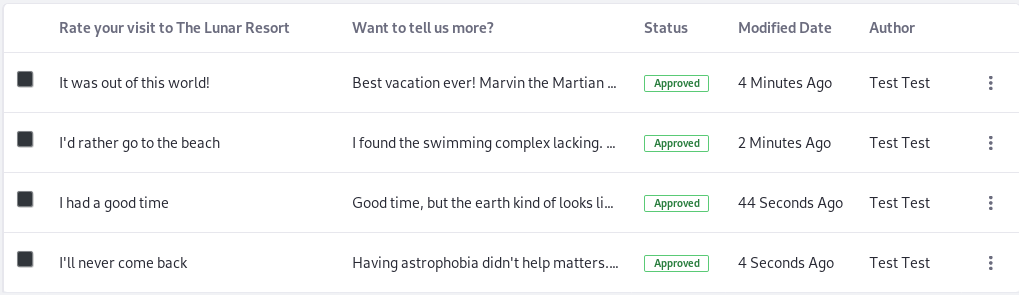 Rate your visit to The Lunar Resort Want to tell us more? Status Modified Date Author
It was out of this world! Best vacation ever! Marvin the Martian ... Approved 4 Minutes Ago Test Test
I'd rather go to the beach I found the swimming complex lacking. ... Approved 2 Minutes Ago Test Test
I had a good time Good time, but the earth kind of looks li... Approved 44 Seconds Ago Test Test
I'll never come back Having astrophobia didn't help matters.... Approved 4 Seconds Ago Test Test